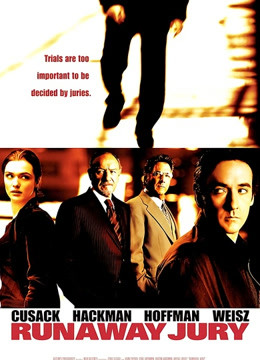 Trials are too
important to be
decided by juries.
CUSACK HACKMAN HOFFMAN WEISZ
RUNAWAY JURY